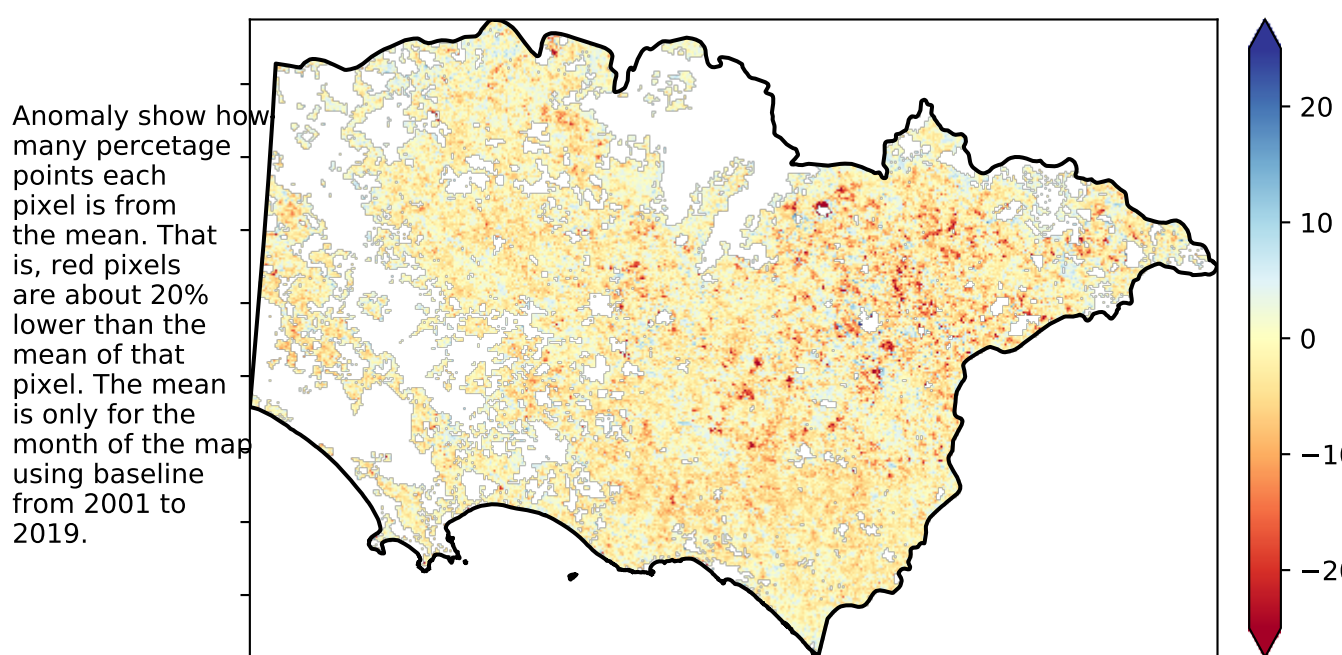 Anomaly show how
many percetage
points each
pixel is from
the mean. That
is, red pixels
are about 20%
lower than the
mean of that
pixel. The mean
is only for the
month of the map
using baseline
from 2001 to
2019.
20
10
0
−10
−20